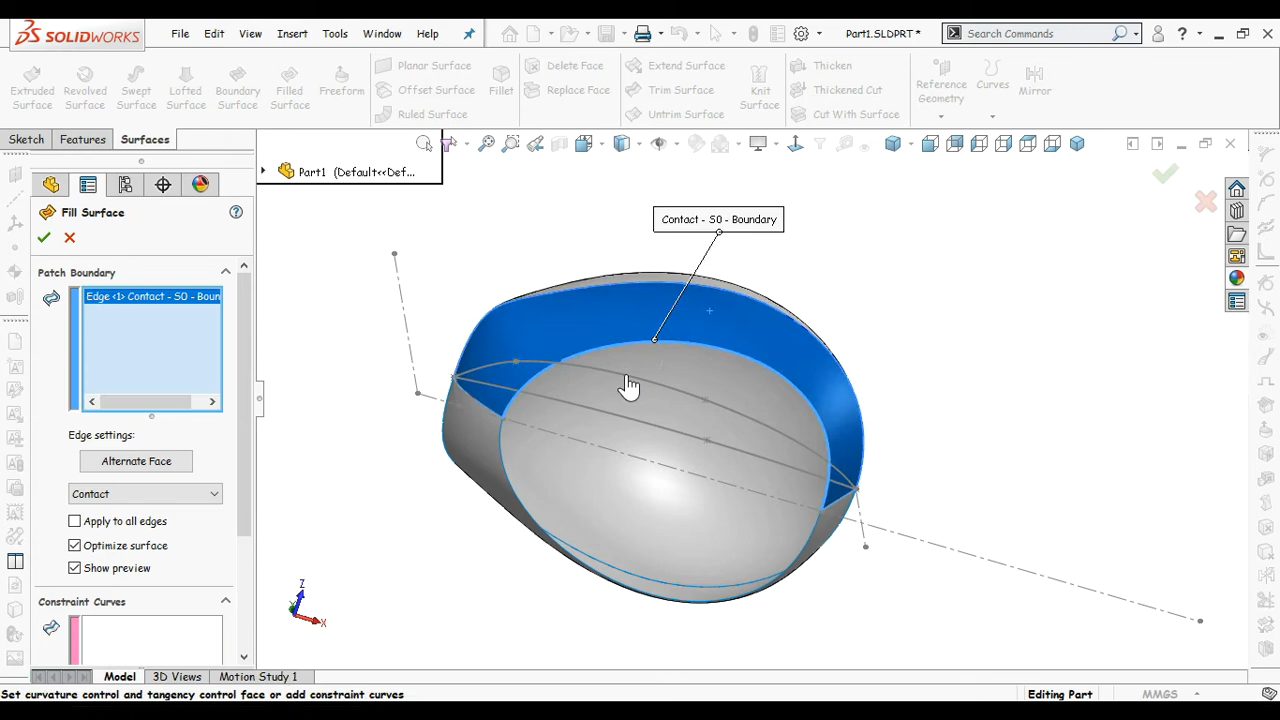 SOLIDWORKS File Edit View Insert Tools Window Help Part1.SLDPRT * Search Commands ?
Extruded Surface
Revolved Surface
Swept Surface
Lofted Surface
Boundary Surface
Fill Surface
Freeform
Planar Surface
Offset Surface
Ruled Surface
Fillet
Delete Face
Replace Face
Extend Surface
Trim Surface
Untrim Surface
Knit Surface
Thicken
Thickened Cut
Cut With Surface
Reference Geometry
Curves
Mirror
Sketch Features Surfaces
Part1 (Default<<Def...
Fill Surface ?
Contact - S0 - Boundary
Patch Boundary
Edge <1> Contact - S0 - Boun
Edge settings:
Alternate Face
Contact
Apply to all edges
Optimize surface
Show preview
Constraint Curves
Z
X
Model 3D Views Motion Study 1
Set curvature control and tangency control face or add constraint curves Editing Part MMGS